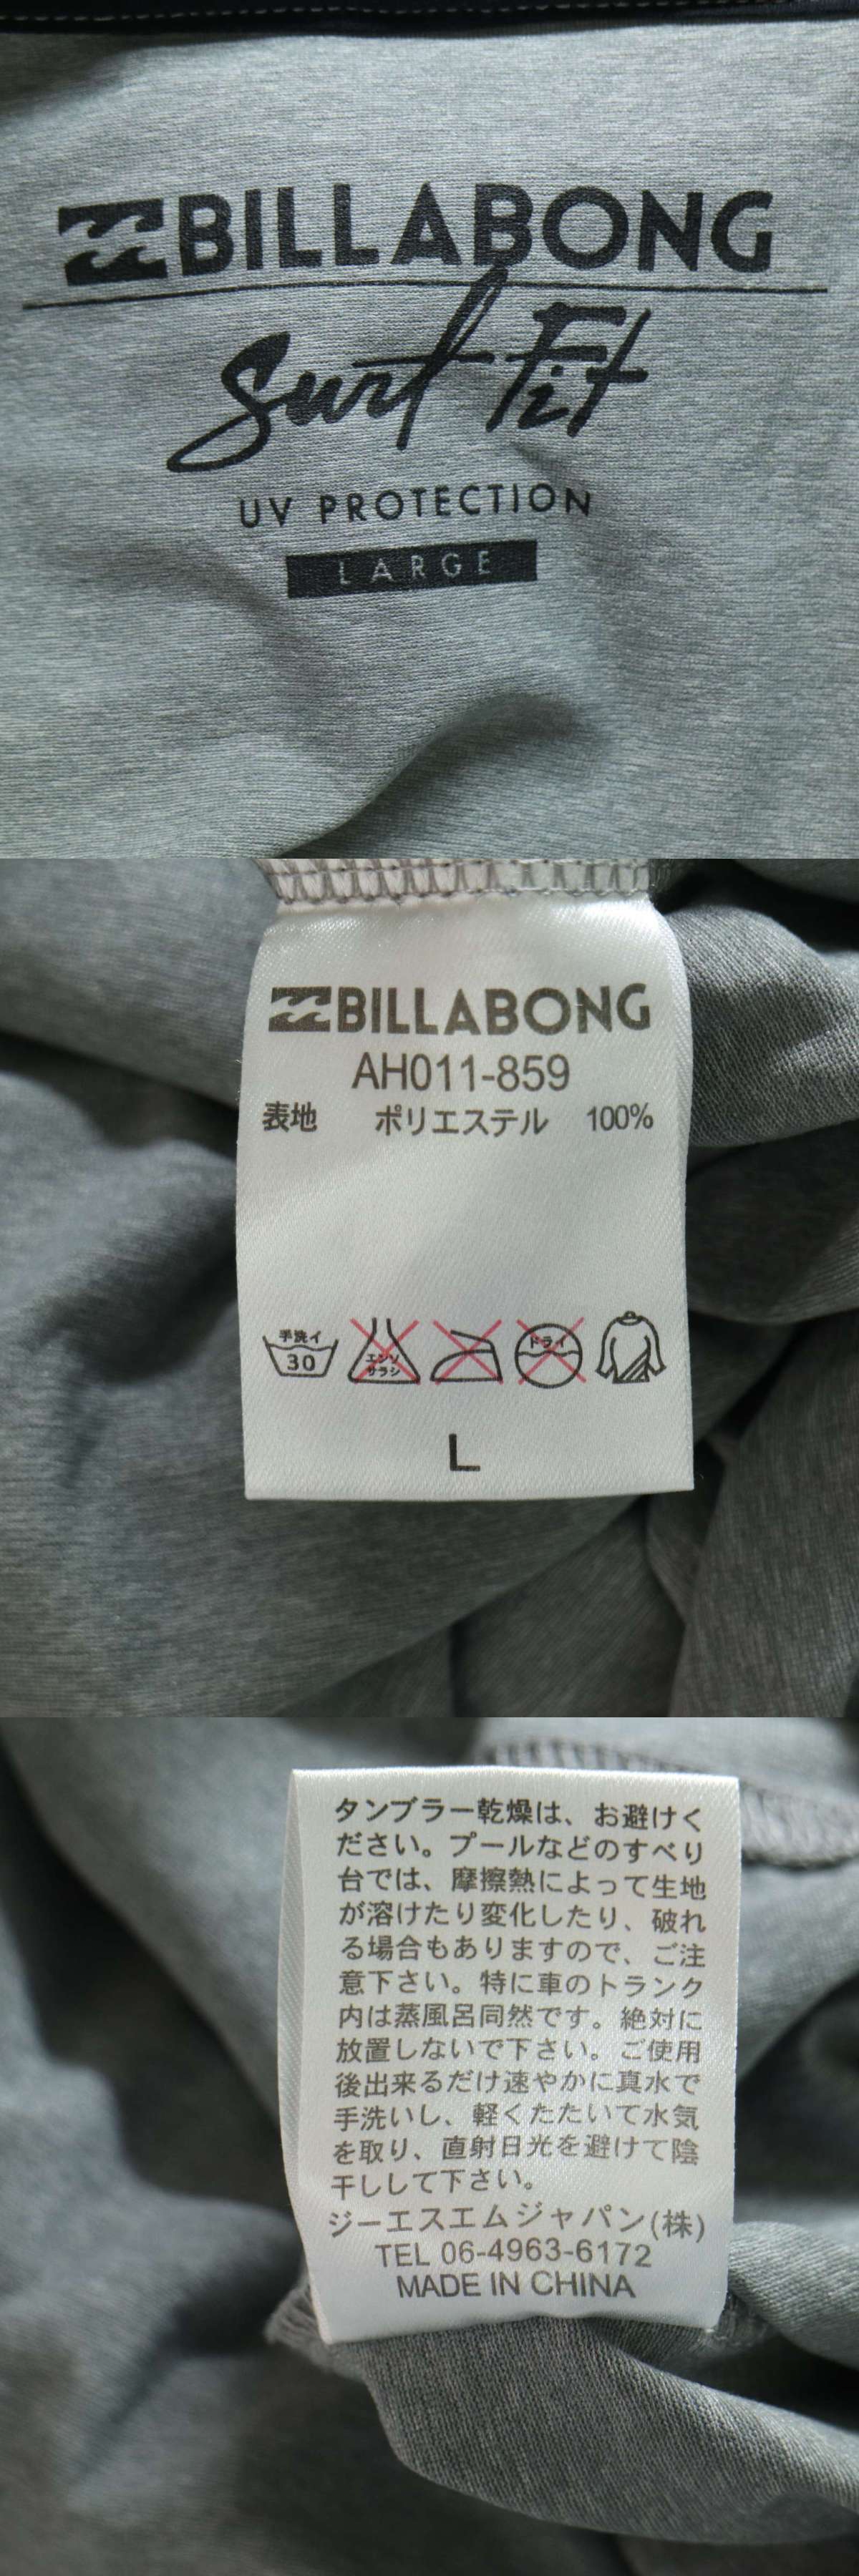 BILLABONG
Surf Fit
UV PROTECTION
LARGE
BILLABONG
AH011-859
表地 ポリエステル 100%
手洗イ
30
エンソ
サラシ
ドライ
L
タンブラー乾燥は、お避けく
ださい。プールなどのすべり
台では、摩擦熱によって生地
が溶けたり変化したり、破れ
る場合もありますので、ご注
意下さい。特に車のトランク
内は蒸風呂同然です。絶対に
放置しないで下さい。ご使用
後出来るだけ速やかに真水で
手洗いし、軽くたたいて水気
を取り、直射日光を避けて陰
干しして下さい。
ジーエスエムジャパン(株)
TEL 06-4963-6172
MADE IN CHINA